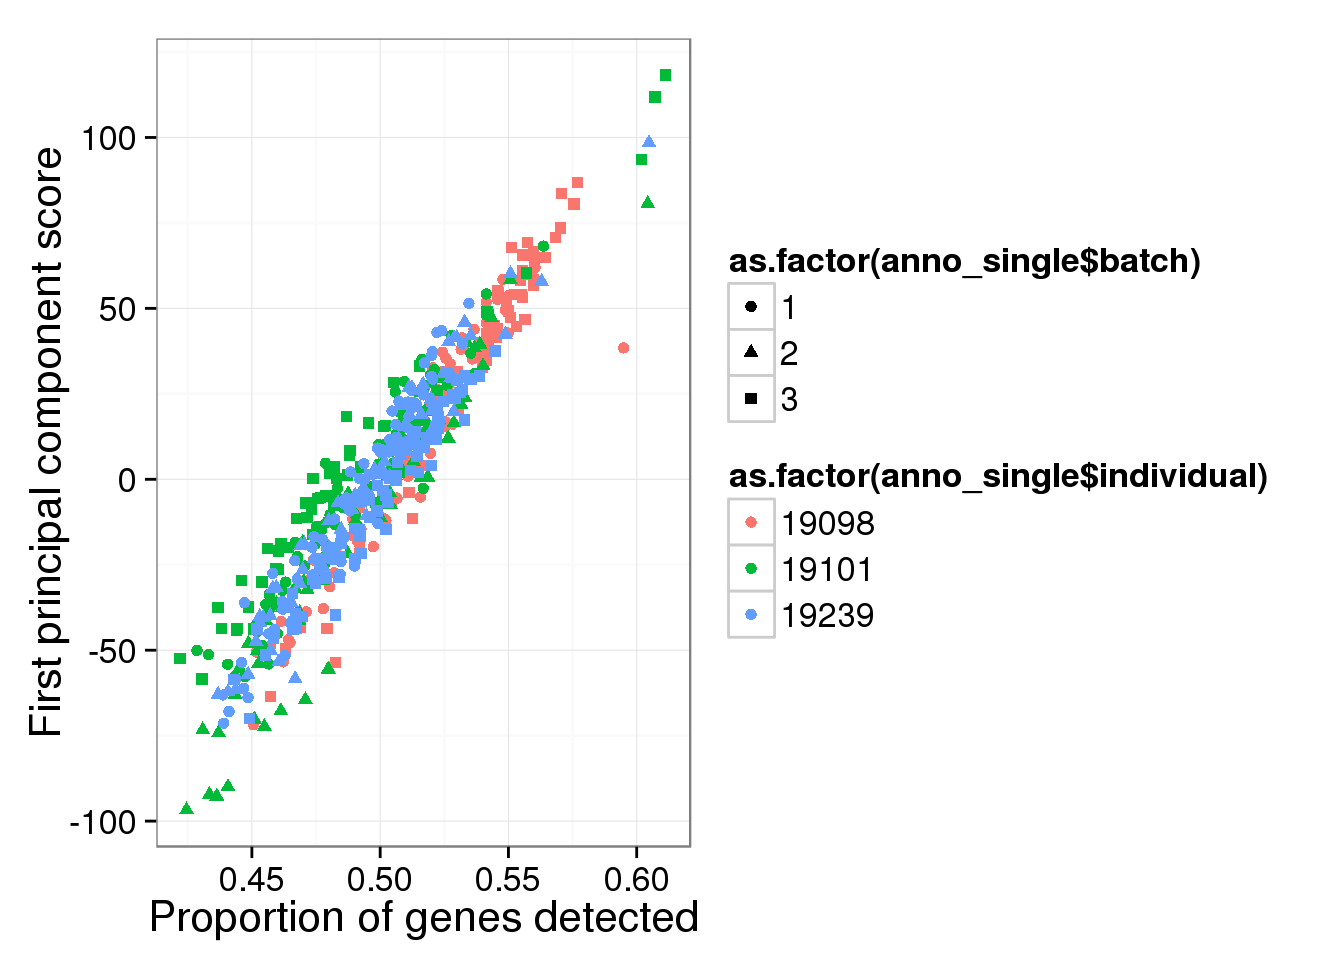 First principal component score
100
50
0
-50
-100
0.45 0.50 0.55 0.60
Proportion of genes detected
as.factor(anno_single$batch)
1
2
3
as.factor(anno_single$individual)
19098
19101
19239